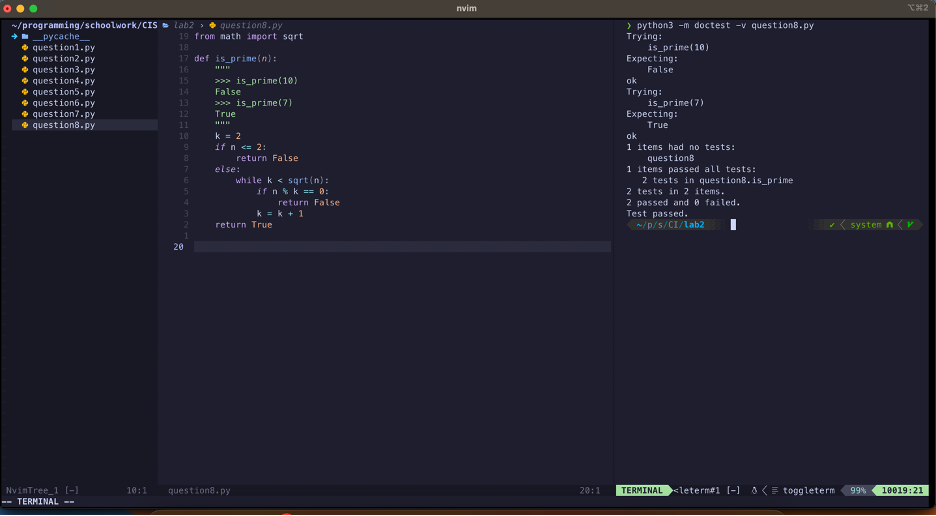 nvim
⌥⌘2
~/programming/schoolwork/CIS
__pycache__
question1.py
question2.py
question3.py
question4.py
question5.py
question6.py
question7.py
question8.py
lab2 › question8.py
19 from math import sqrt
18
17 def is_prime(n):
16     """
15     >>> is_prime(10)
14     False
13     >>> is_prime(7)
12     True
11     """
10     k = 2
9     if n <= 2:
8         return False
7     else:
6         while k < sqrt(n):
5             if n % k == 0:
4                 return False
3             k = k + 1
2     return True
1
20
❯ python3 -m doctest -v question8.py
Trying:
    is_prime(10)
Expecting:
    False
ok
Trying:
    is_prime(7)
Expecting:
    True
ok
1 items had no tests:
    question8
1 items passed all tests:
   2 tests in question8.is_prime
2 tests in 2 items.
2 passed and 0 failed.
Test passed.
~/p/s/CI/lab2
✔ system
NvimTree_1 [-] 10:1
question8.py 20:1
TERMINAL <leterm#1 [-] toggleterm 99% 10019:21
-- TERMINAL --